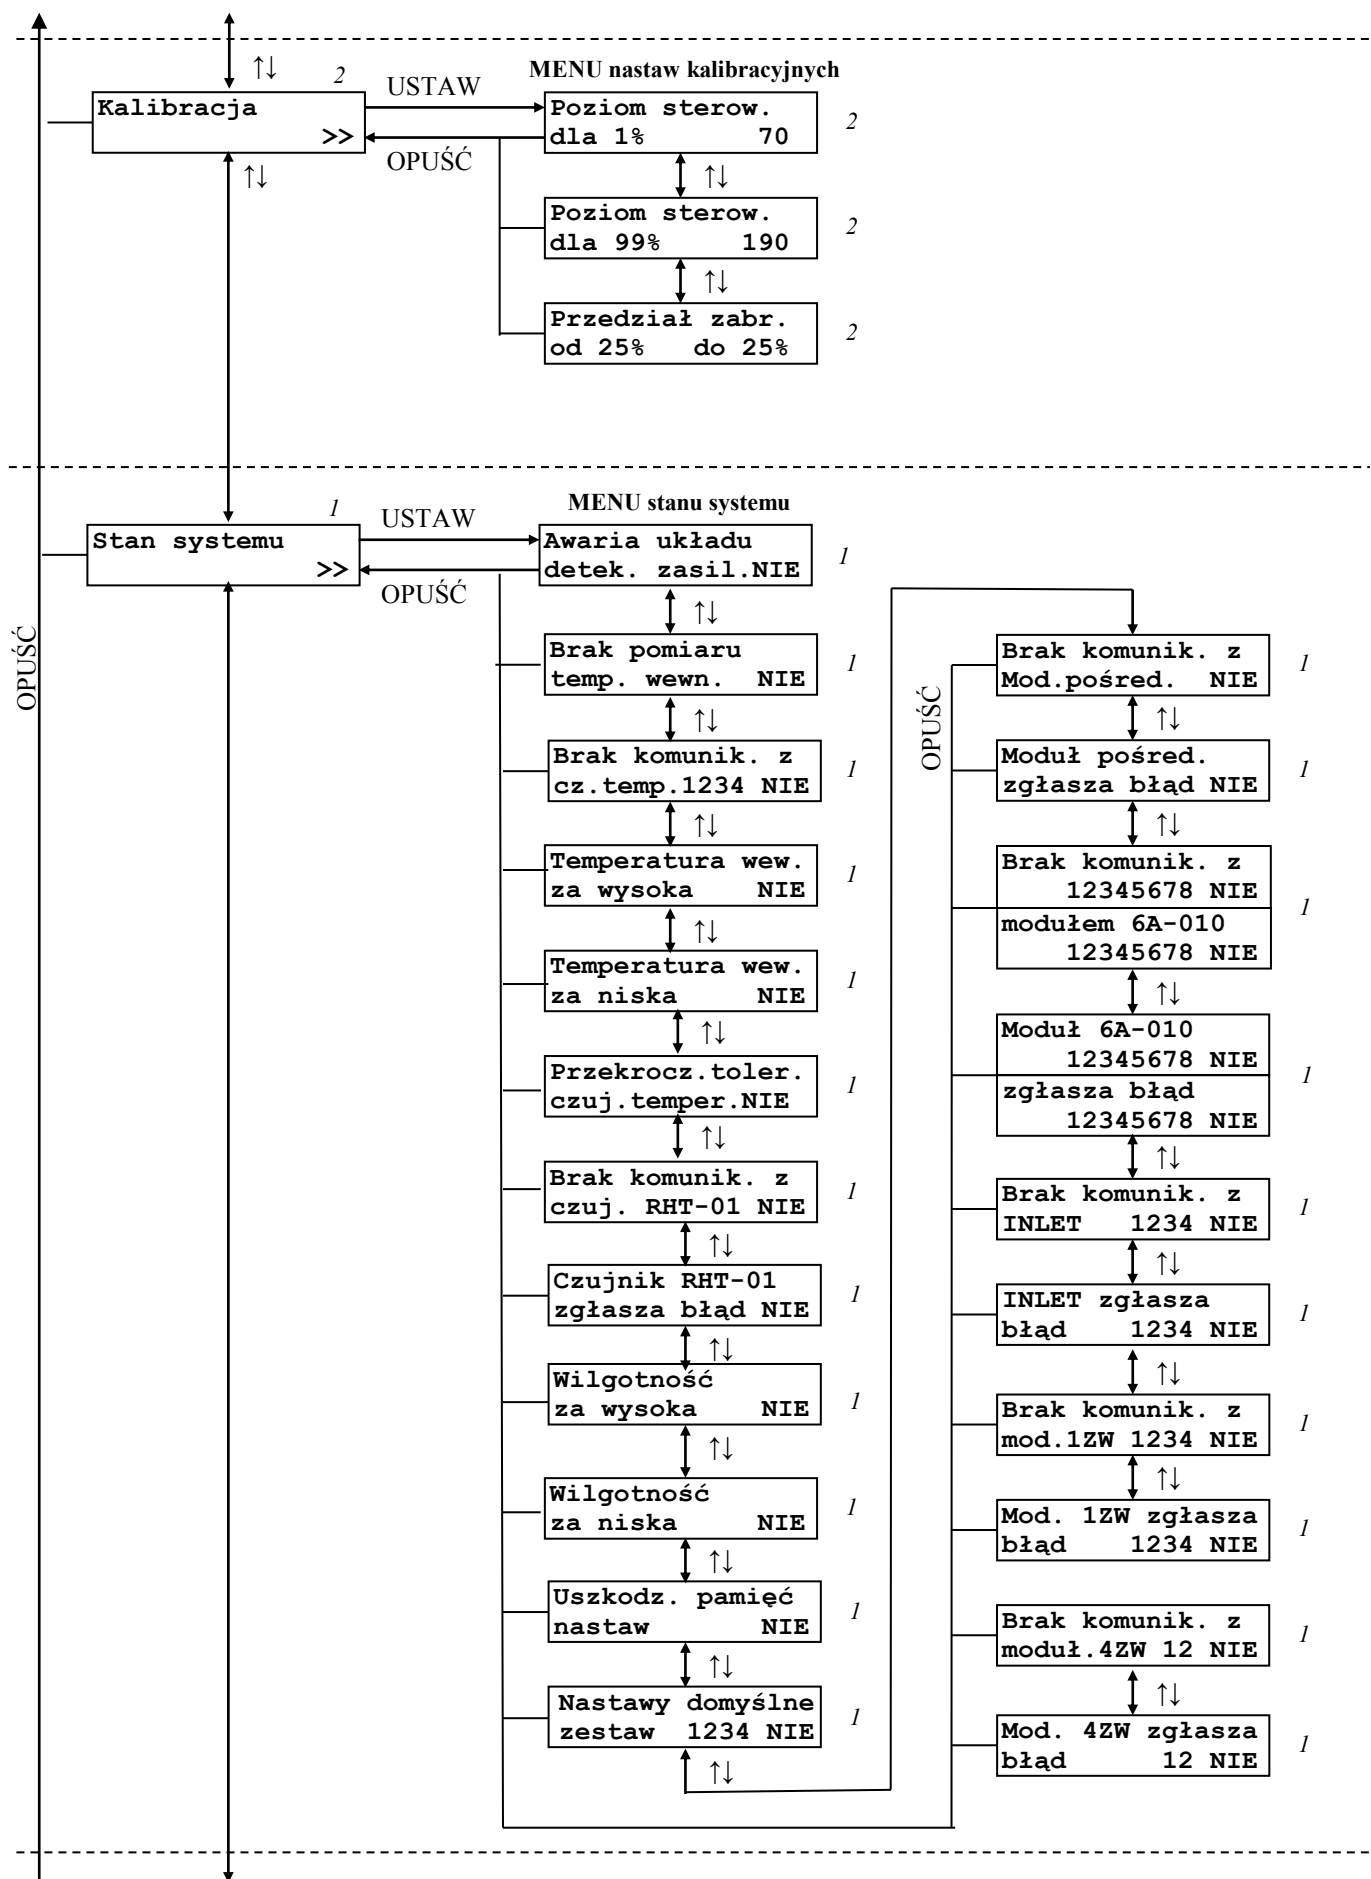 ↑↓
2
Kalibracja
>>
USTAW
OPUŚĆ
↑↓
MENU nastaw kalibracyjnych
Poziom sterow.
dla 1% 70
2
↑↓
Poziom sterow.
dla 99% 190
2
↑↓
Przedział zabr.
od 25% do 25%
2
OPUŚĆ
1
Stan systemu
>>
USTAW
OPUŚĆ
MENU stanu systemu
Awaria układu
detek. zasil.NIE
1
↑↓
Brak pomiaru
temp. wewn. NIE
1
↑↓
Brak komunik. z
cz.temp.1234 NIE
1
↑↓
Temperatura wew.
za wysoka NIE
1
↑↓
Temperatura wew.
za niska NIE
1
↑↓
Przekrocz.toler.
czuj.temper.NIE
1
↑↓
Brak komunik. z
czuj. RHT-01 NIE
1
↑↓
Czujnik RHT-01
zgłasza błąd NIE
1
↑↓
Wilgotność
za wysoka NIE
1
↑↓
Wilgotność
za niska NIE
1
↑↓
Uszkodz. pamięć
nastaw NIE
1
↑↓
Nastawy domyślne
zestaw 1234 NIE
1
↑↓
OPUŚĆ
Brak komunik. z
Mod.pośred. NIE
1
↑↓
Moduł pośred.
zgłasza błąd NIE
1
↑↓
Brak komunik. z
12345678 NIE
modułem 6A-010
12345678 NIE
1
↑↓
Moduł 6A-010
12345678 NIE
zgłasza błąd
12345678 NIE
1
↑↓
Brak komunik. z
INLET 1234 NIE
1
↑↓
INLET zgłasza
błąd 1234 NIE
1
↑↓
Brak komunik. z
mod.1ZW 1234 NIE
1
↑↓
Mod. 1ZW zgłasza
błąd 1234 NIE
1
Brak komunik. z
moduł.4ZW 12 NIE
1
↑↓
Mod. 4ZW zgłasza
błąd 12 NIE
1